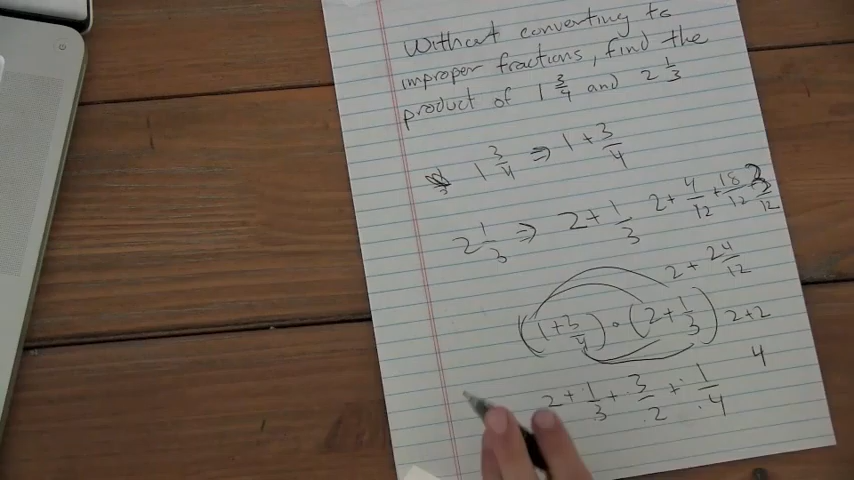 Without converting to
improper fractions, find the
product of 1 3/4 and 2 1/3
1 3/4 ⇒ 1 + 3/4
2 1/3 ⇒ 2 + 1/3
2 + 4/12 + 18/12 3/12
2 + 24/12
(1 + 3/4) • (2 + 1/3)
2 + 2
4
2 + 1/3 + 3/2 + 1/4